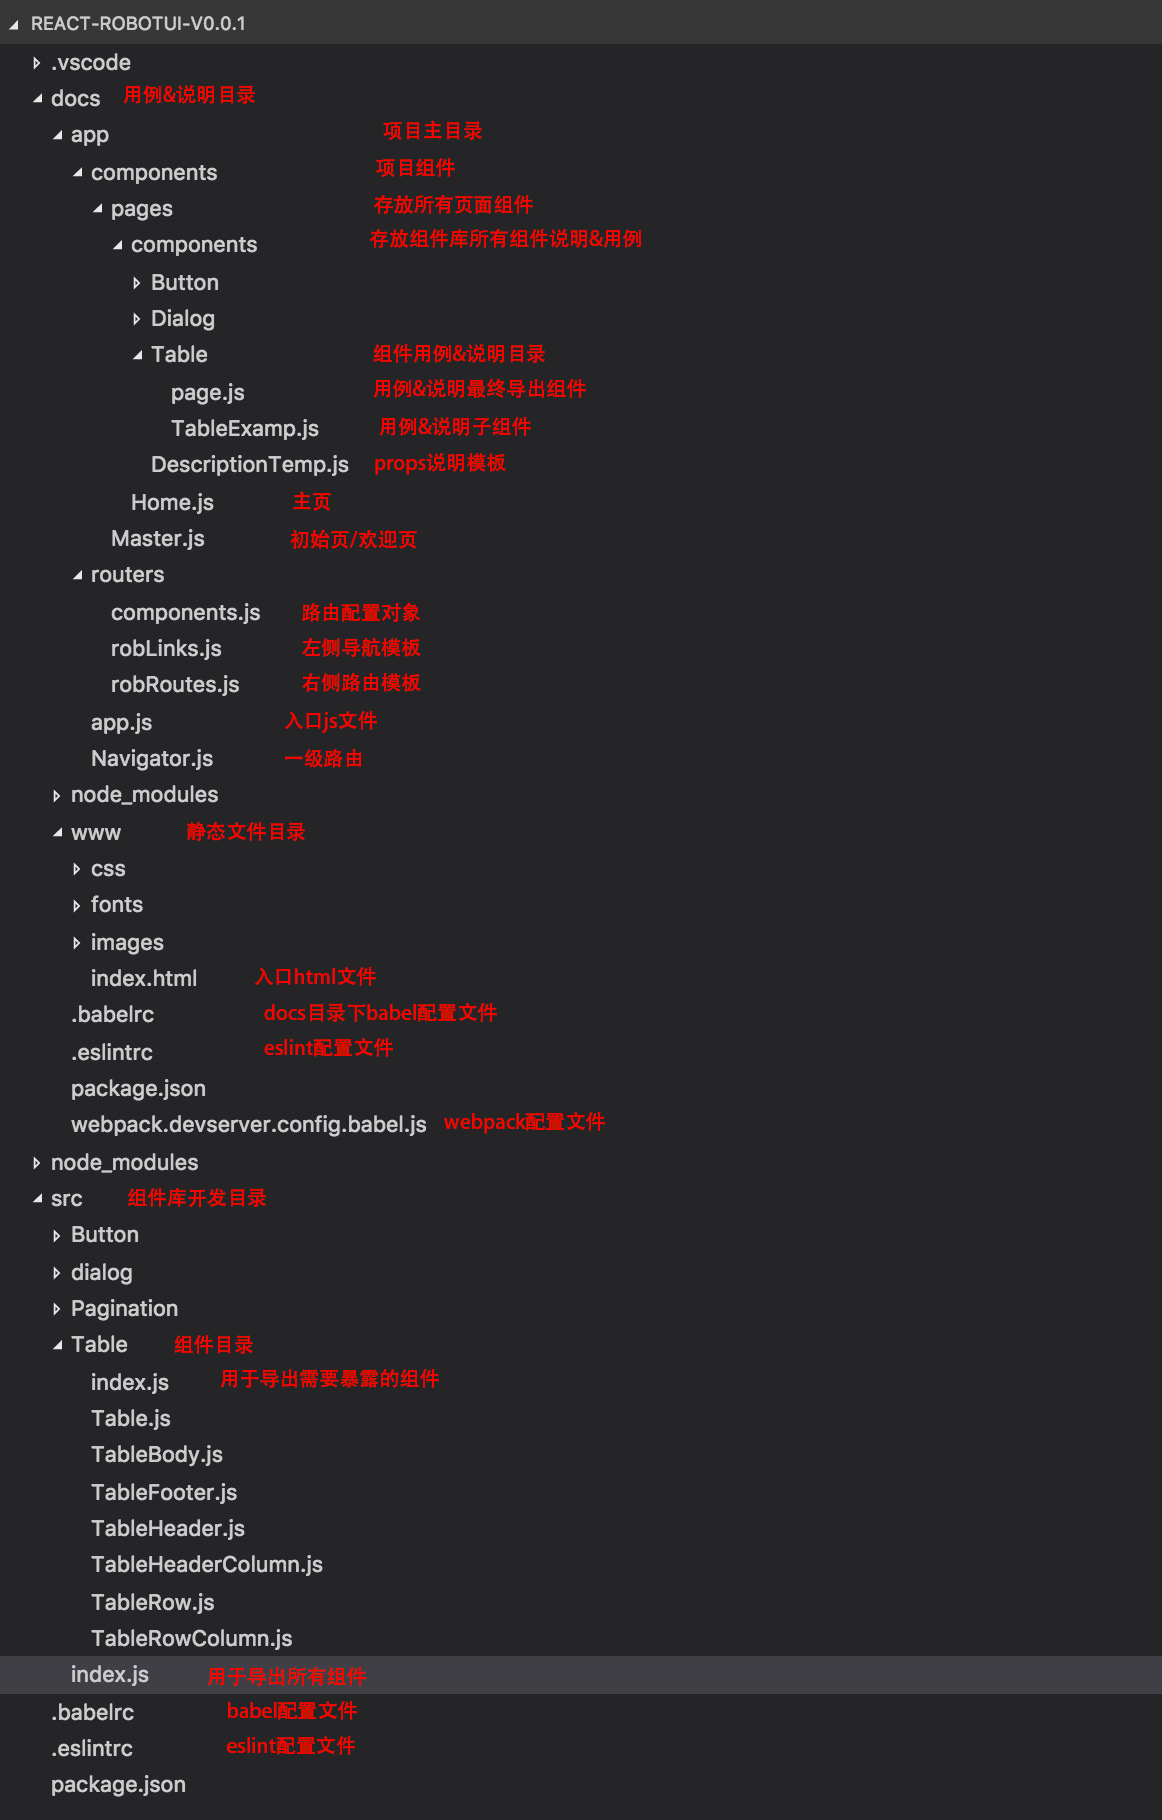 REACT-ROBOTUI-V0.0.1
.vscode
docs 用例&说明目录
app 项目主目录
components 项目组件
pages 存放所有页面组件
components 存放组件库所有组件说明&用例
Button
Dialog
Table 组件用例&说明目录
page.js 用例&说明最终导出组件
TableExamp.js 用例&说明子组件
DescriptionTemp.js props说明模板
Home.js 主页
Master.js 初始页/欢迎页
routers
components.js 路由配置对象
robLinks.js 左侧导航模板
robRoutes.js 右侧路由模板
app.js 入口js文件
Navigator.js 一级路由
node_modules
www 静态文件目录
css
fonts
images
index.html 入口html文件
.babelrc docs目录下babel配置文件
.eslintrc eslint配置文件
package.json
webpack.devserver.config.babel.js webpack配置文件
node_modules
src 组件库开发目录
Button
dialog
Pagination
Table 组件目录
index.js 用于导出需要暴露的组件
Table.js
TableBody.js
TableFooter.js
TableHeader.js
TableHeaderColumn.js
TableRow.js
TableRowColumn.js
index.js 用于导出所有组件
.babelrc babel配置文件
.eslintrc eslint配置文件
package.json